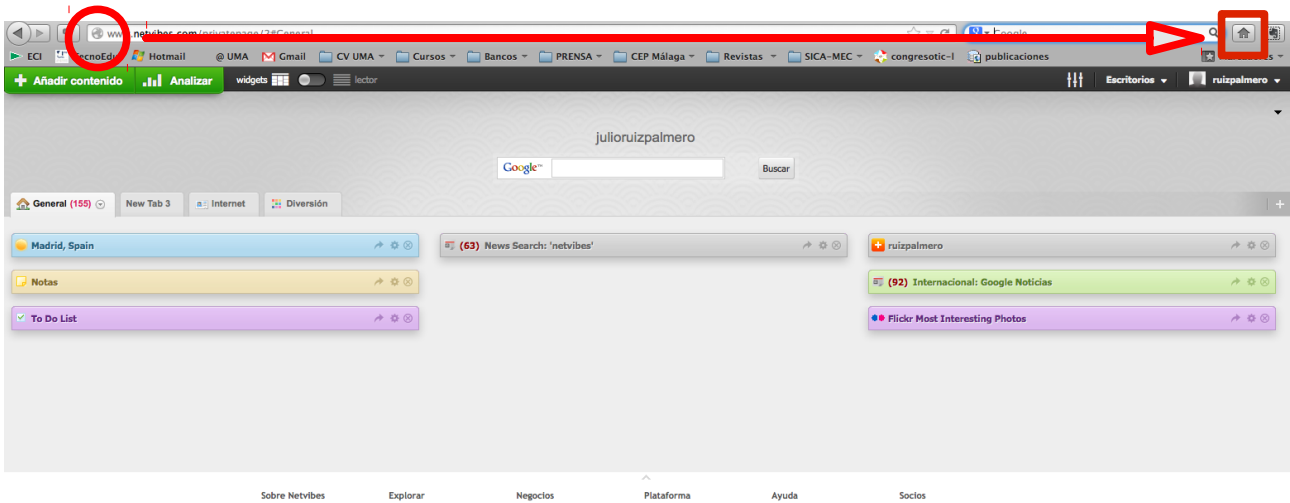 www.netvibes.com/privatepage/2#General
Google
ECI Hotmail @ UMA Gmail CV UMA Cursos Bancos PRENSA CEP Málaga Revistas SICA-MEC congresotic-I publicaciones
Añadir contenido Analizar widgets lector Escritorios ruizpalmero
julioruizpalmero
Google™ Buscar
General (155) New Tab 3 Internet Diversión
Madrid, Spain (63) News Search: 'netvibes' ruizpalmero
Notas (92) Internacional: Google Noticias
To Do List Flickr Most Interesting Photos
Sobre Netvibes Explorar Negocios Plataforma Ayuda Socios